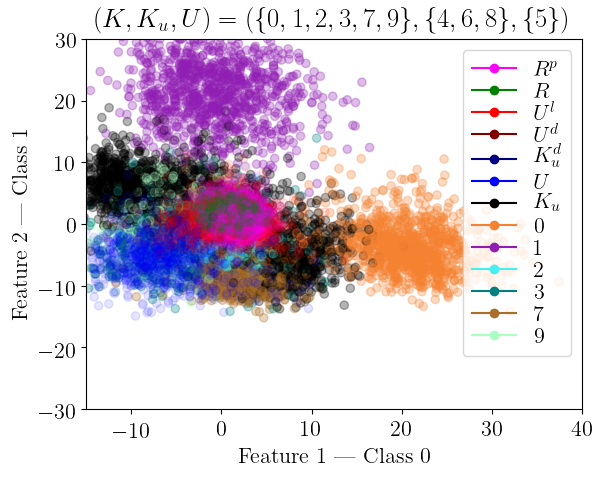 (K, K_u, U) = ({0, 1, 2, 3, 7, 9}, {4, 6, 8}, {5})
30
20
10
0
−10
−20
−30
Feature 2 — Class 1
−10
0
10
20
30
40
Feature 1 — Class 0
R^p
R
U^l
U^d
K_u^d
U
K_u
0
1
2
3
7
9